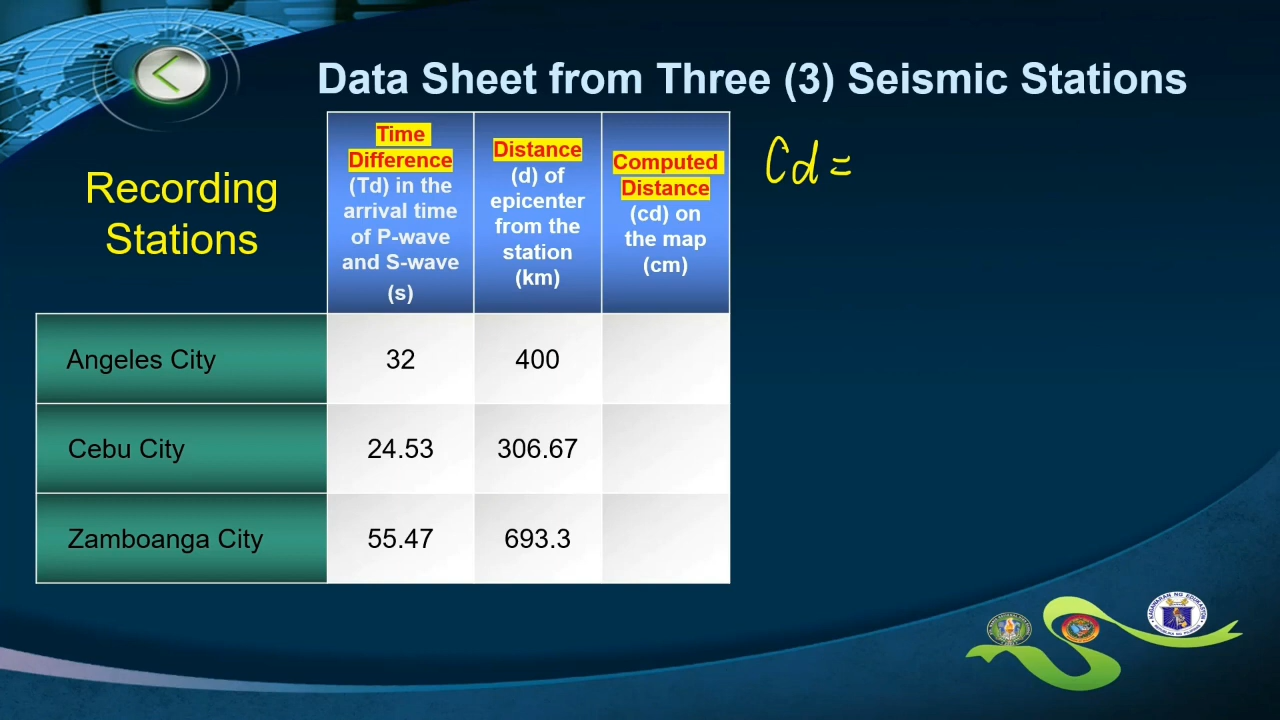 Data Sheet from Three (3) Seismic Stations
Recording
Stations
Time
Difference
(Td) in the
arrival time
of P-wave
and S-wave
(s)
Distance
(d) of
epicenter
from the
station
(km)
Computed
Distance
(cd) on
the map
(cm)
Cd =
Angeles City 32 400
Cebu City 24.53 306.67
Zamboanga City 55.47 693.3